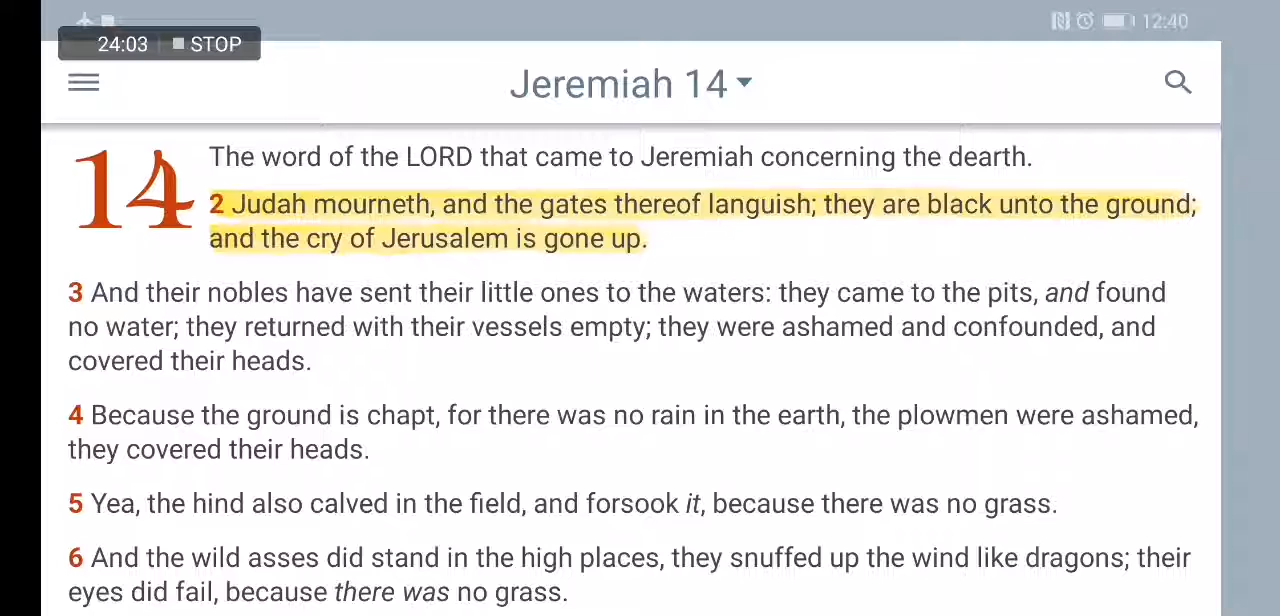 12:40
24:03 STOP
Jeremiah 14
14 The word of the LORD that came to Jeremiah concerning the dearth.
2 Judah mourneth, and the gates thereof languish; they are black unto the ground;
and the cry of Jerusalem is gone up.
3 And their nobles have sent their little ones to the waters: they came to the pits, and found
no water; they returned with their vessels empty; they were ashamed and confounded, and
covered their heads.
4 Because the ground is chapt, for there was no rain in the earth, the plowmen were ashamed,
they covered their heads.
5 Yea, the hind also calved in the field, and forsook it, because there was no grass.
6 And the wild asses did stand in the high places, they snuffed up the wind like dragons; their
eyes did fail, because there was no grass.